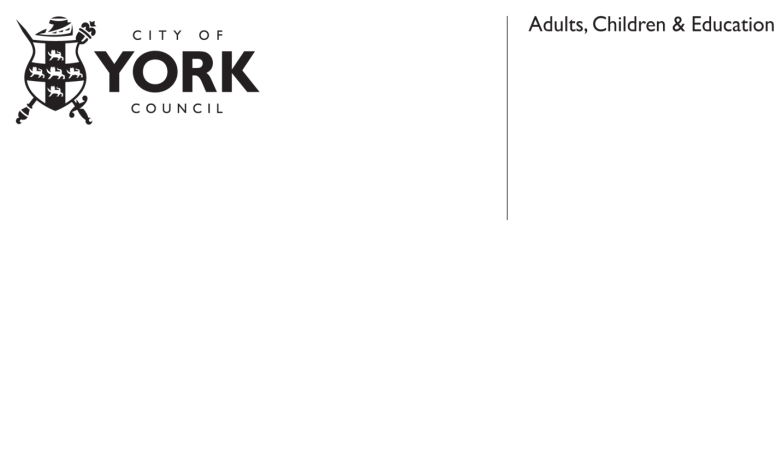 CITY OF
YORK
COUNCIL
Adults, Children & Education